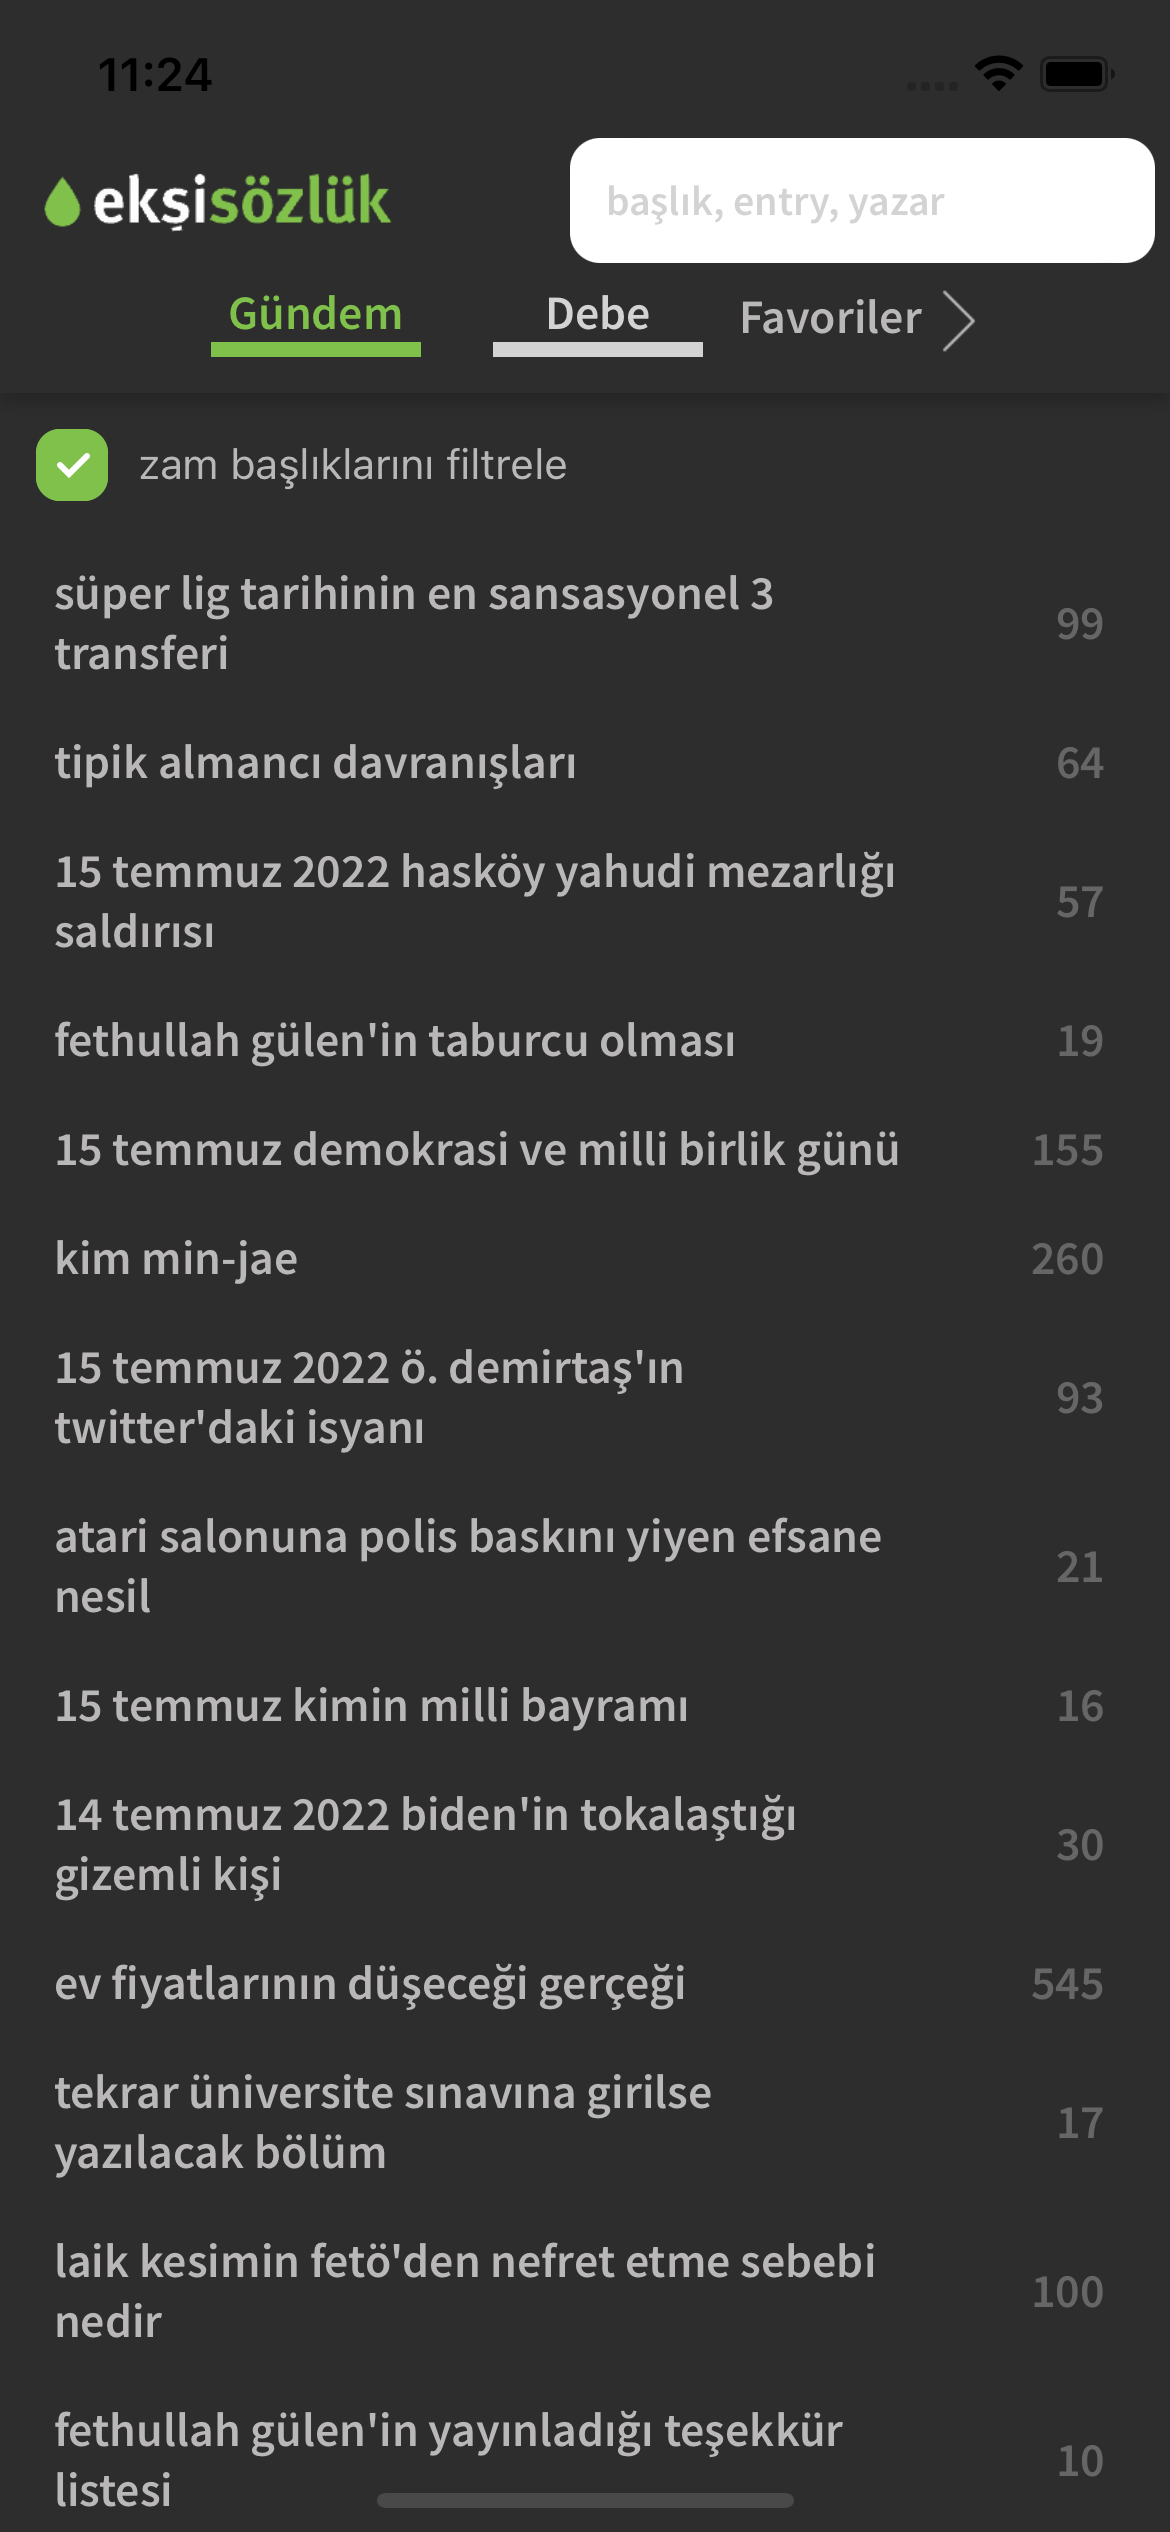 11:24
ekşisözlük
başlık, entry, yazar
Gündem
Debe
Favoriler
zam başlıklarını filtrele
süper lig tarihinin en sansasyonel 3
transferi
99
tipik almancı davranışları
64
15 temmuz 2022 hasköy yahudi mezarlığı
saldırısı
57
fethullah gülen'in taburcu olması
19
15 temmuz demokrasi ve milli birlik günü
155
kim min-jae
260
15 temmuz 2022 ö. demirtaş'ın
twitter'daki isyanı
93
atari salonuna polis baskını yiyen efsane
nesil
21
15 temmuz kimin milli bayramı
16
14 temmuz 2022 biden'in tokalaştığı
gizemli kişi
30
ev fiyatlarının düşeceği gerçeği
545
tekrar üniversite sınavına girilse
yazılacak bölüm
17
laik kesimin fetö'den nefret etme sebebi
nedir
100
fethullah gülen'in yayınladığı teşekkür
listesi
10